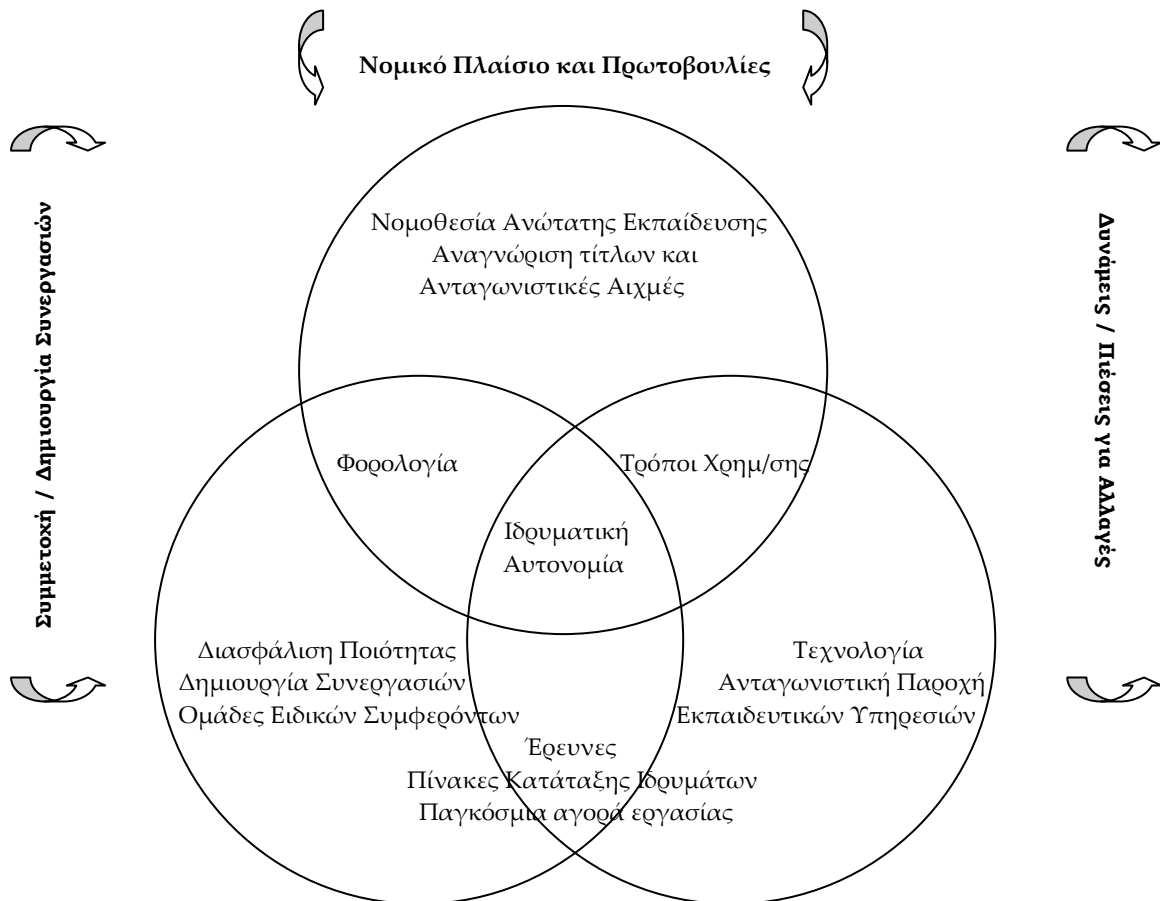 Νομικό Πλαίσιο και Πρωτοβουλίες
Συμμετοχή / Δημιουργία Συνεργασιών
Δυνάμεις / Πιέσεις για Αλλαγές
Νομοθεσία Ανώτατης Εκπαίδευσης
Αναγνώριση τίτλων και
Ανταγωνιστικές Αιχμές
Φορολογία
Τρόποι Χρημ/σης
Ιδρυματική
Αυτονομία
Διασφάλιση Ποιότητας
Δημιουργία Συνεργασιών
Ομάδες Ειδικών Συμφερόντων
Τεχνολογία
Ανταγωνιστική Παροχή
Εκπαιδευτικών Υπηρεσιών
Έρευνες
Πίνακες Κατάταξης Ιδρυμάτων
Παγκόσμια αγορά εργασίας